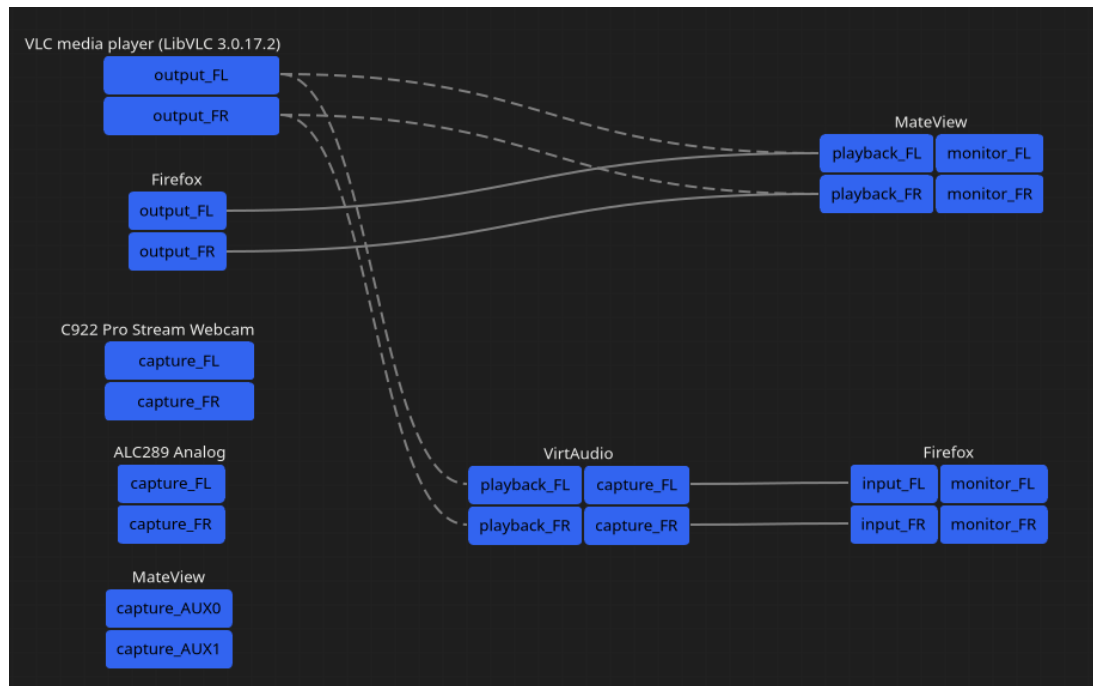 VLC media player (LibVLC 3.0.17.2)
output_FL
output_FR
Firefox
output_FL
output_FR
C922 Pro Stream Webcam
capture_FL
capture_FR
ALC289 Analog
capture_FL
capture_FR
MateView
capture_AUX0
capture_AUX1
VirtAudio
playback_FL capture_FL
playback_FR capture_FR
MateView
playback_FL monitor_FL
playback_FR monitor_FR
Firefox
input_FL monitor_FL
input_FR monitor_FR